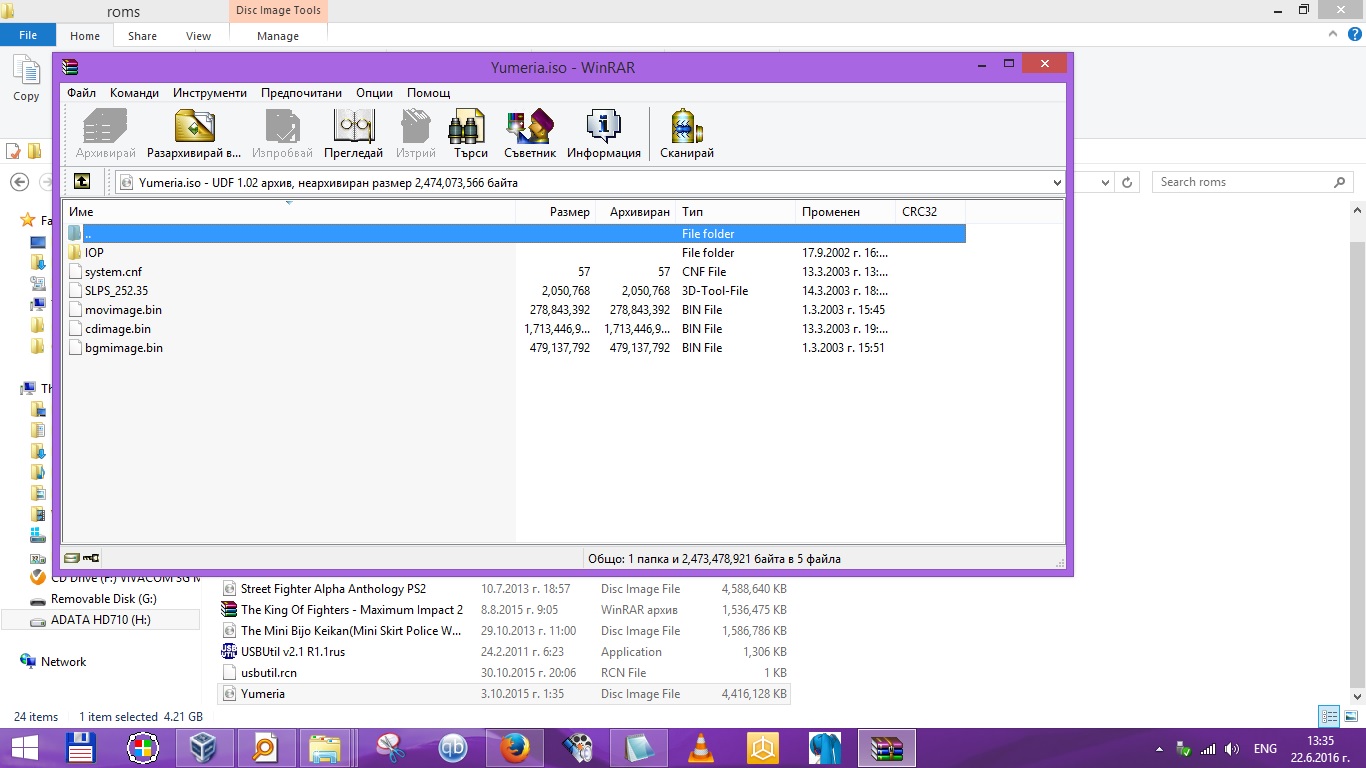 roms
Disc Image Tools
File Home Share View Manage
Copy
Yumeria.iso - WinRAR
Файл Команди Инструменти Предпочитани Опции Помощ
Архивирай Разархивирай в... Изпробвай Прегледай Изтрий Търси Съветник Информация Сканирай
Yumeria.iso - UDF 1.02 архив, неархивиран размер 2,474,073,566 байта
Search roms
Име Размер Архивиран Тип Променен CRC32
.. File folder
IOP File folder 17.9.2002 г. 16:...
system.cnf 57 57 CNF File 13.3.2003 г. 13:...
SLPS_252.35 2,050,768 2,050,768 3D-Tool-File 14.3.2003 г. 18:...
movimage.bin 278,843,392 278,843,392 BIN File 1.3.2003 г. 15:45
cdimage.bin 1,713,446,9... 1,713,446,9... BIN File 13.3.2003 г. 19:...
bgmimage.bin 479,137,792 479,137,792 BIN File 1.3.2003 г. 15:51
Fa
Th
Общо: 1 папка и 2,473,478,921 байта в 5 файла
CD Drive (F:) VIVACOM 3G M
Removable Disk (G:)
ADATA HD710 (H:)
Network
Street Fighter Alpha Anthology PS2 10.7.2013 г. 18:57 Disc Image File 4,588,640 KB
The King Of Fighters - Maximum Impact 2 8.8.2015 г. 9:05 WinRAR архив 1,536,475 KB
The Mini Bijo Keikan(Mini Skirt Police W... 29.10.2013 г. 11:00 Disc Image File 1,586,786 KB
USBUtil v2.1 R1.1rus 24.2.2011 г. 6:23 Application 1,306 KB
usbutil.rcn 30.10.2015 г. 20:06 RCN File 1 KB
Yumeria 3.10.2015 г. 1:35 Disc Image File 4,416,128 KB
24 items 1 item selected 4.21 GB
qb
ENG
13:35
22.6.2016 г.